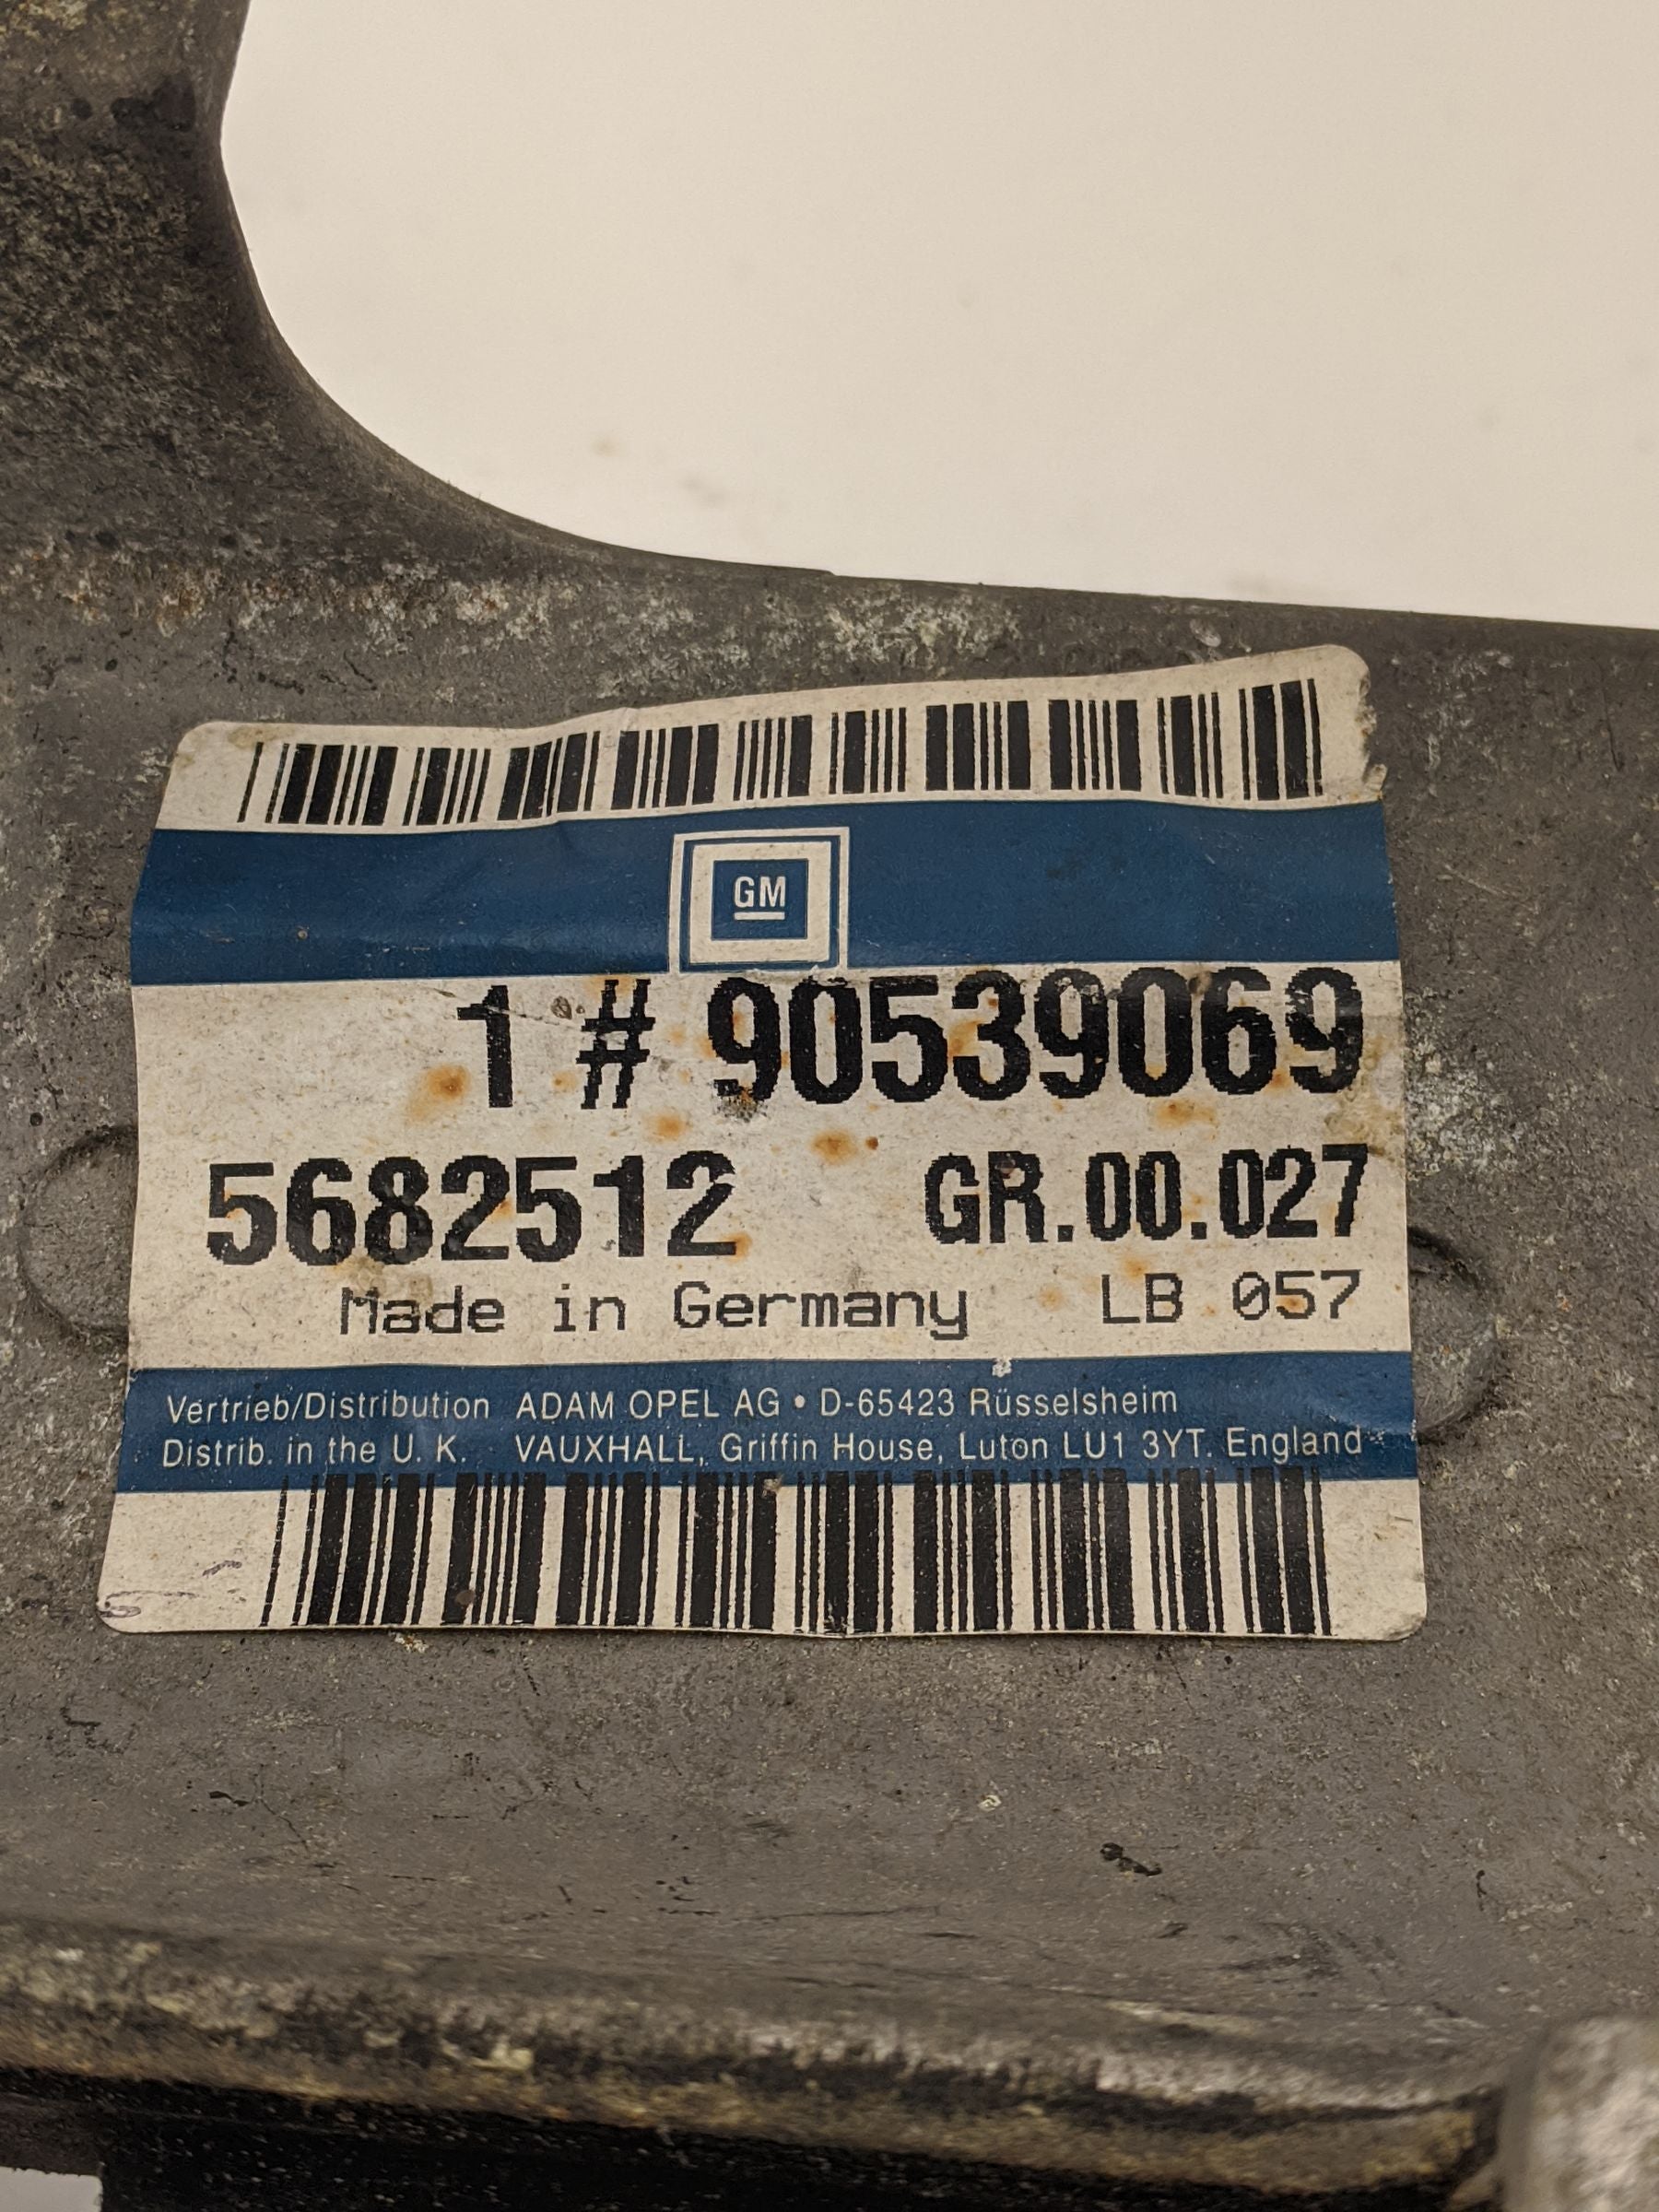 GM
1 # 90539069
5682512 GR.00.027
Made in Germany LB 057
Vertrieb/Distribution ADAM OPEL AG • D-65423 Rüsselsheim
Distrib. in the U. K. VAUXHALL, Griffin House, Luton LU1 3YT. England